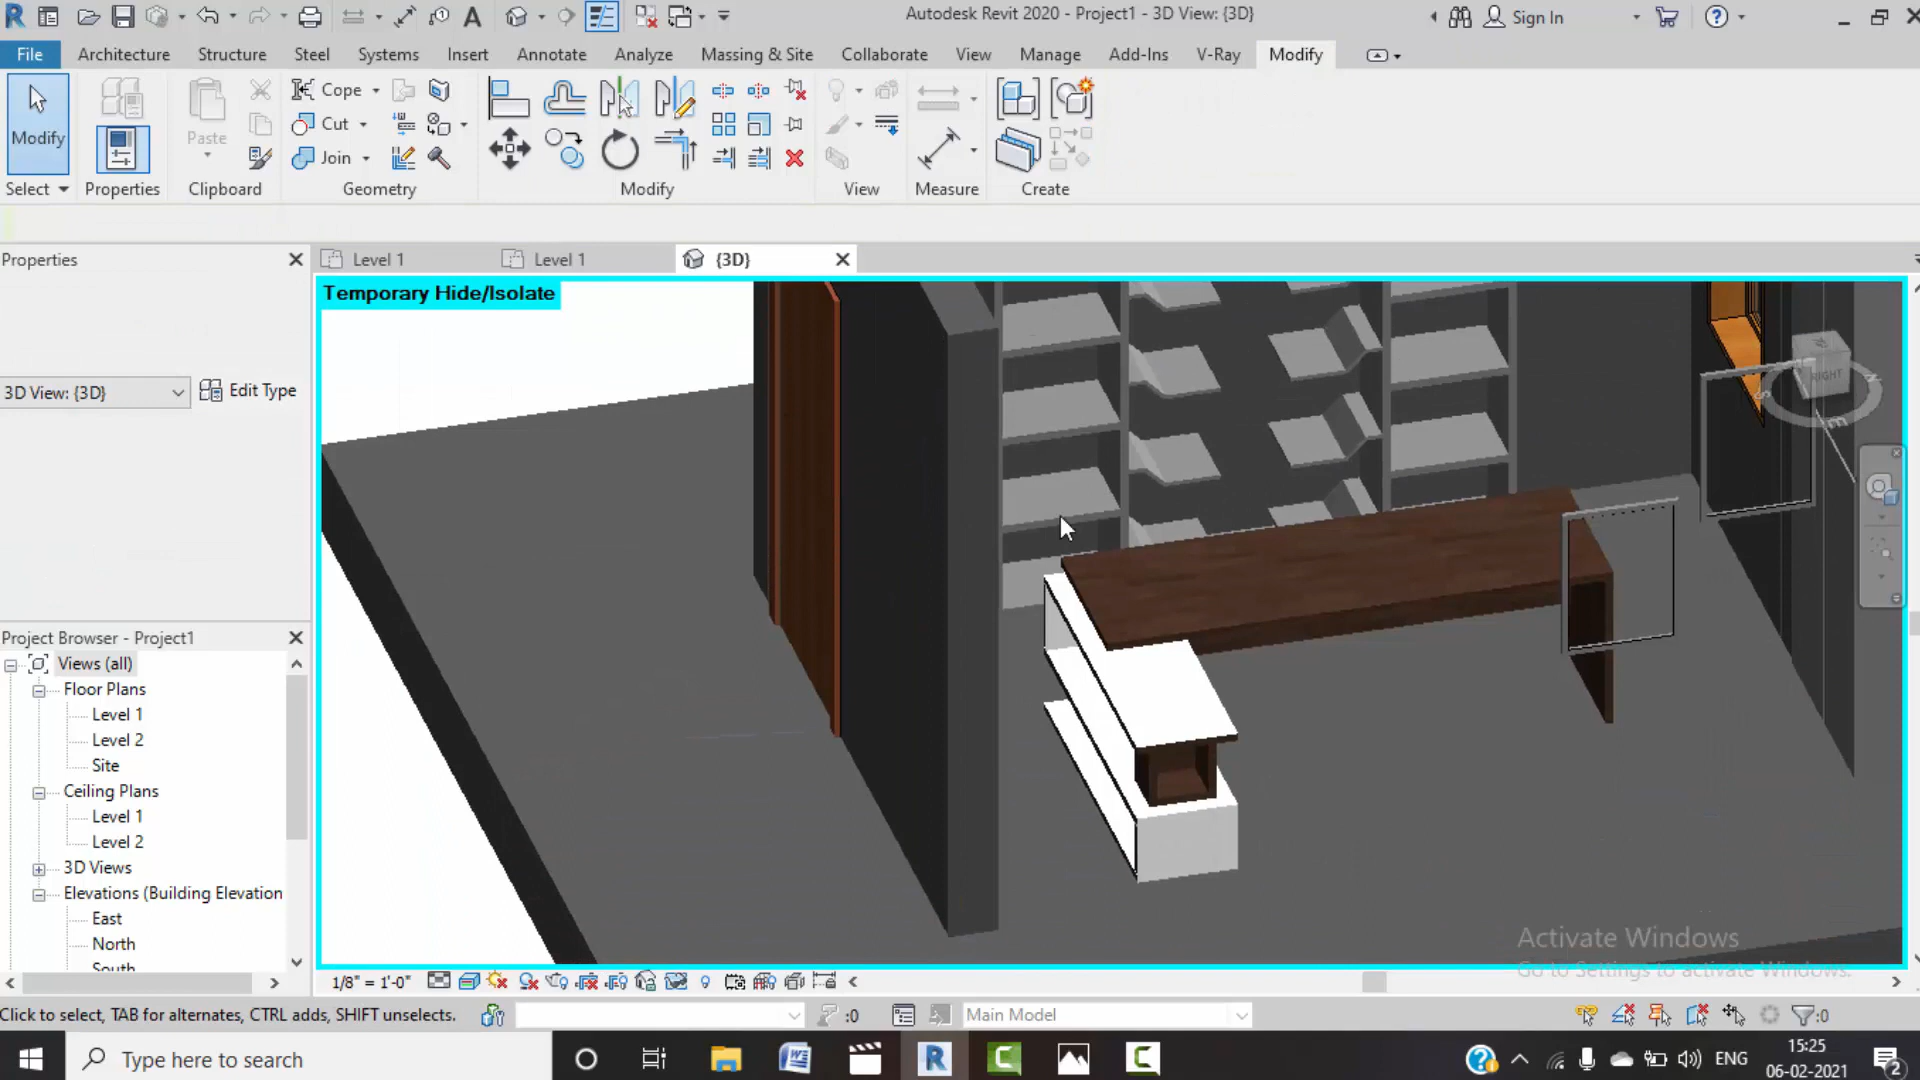 Autodesk Revit 2020 - Project1 - 3D View: {3D}
Sign In
File
Architecture
Structure
Steel
Systems
Insert
Annotate
Analyze
Massing & Site
Collaborate
View
Manage
Add-Ins
V-Ray
Modify
Modify
Paste
Cope
Cut
Join
Select
Properties
Clipboard
Geometry
Modify
View
Measure
Create
Properties
Level 1
Level 1
{3D}
Temporary Hide/Isolate
3D View: {3D}
Edit Type
RIGHT
Project Browser - Project1
Views (all)
Floor Plans
Level 1
Level 2
Site
Ceiling Plans
Level 1
Level 2
3D Views
Elevations (Building Elevation
East
North
South
Activate Windows
Go to Settings to activate Windows.
1/8" = 1'-0"
Click to select, TAB for alternates, CTRL adds, SHIFT unselects.
:0
Main Model
:0
Type here to search
ENG
15:25
06-02-2021
2